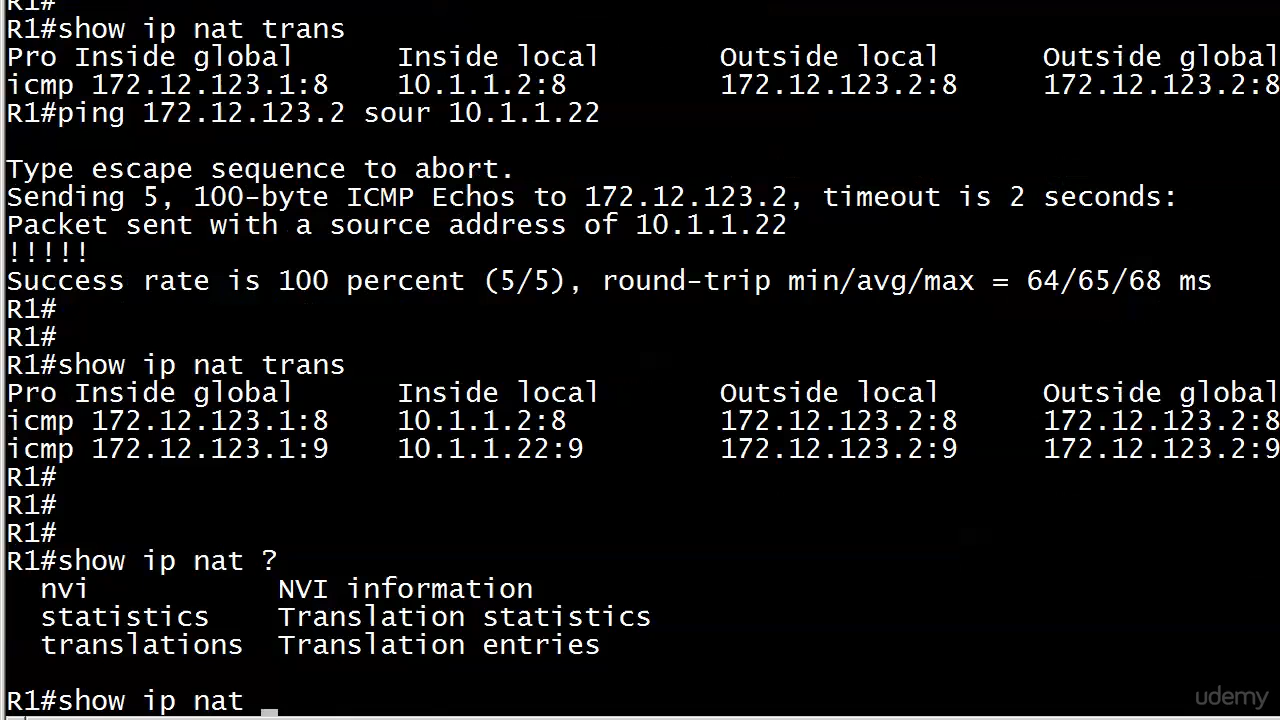 R1#
R1#show ip nat trans
Pro Inside global      Inside local       Outside local      Outside global
icmp 172.12.123.1:8    10.1.1.2:8         172.12.123.2:8     172.12.123.2:8
R1#ping 172.12.123.2 sour 10.1.1.22
Type escape sequence to abort.
Sending 5, 100-byte ICMP Echos to 172.12.123.2, timeout is 2 seconds:
Packet sent with a source address of 10.1.1.22
!!!!!
Success rate is 100 percent (5/5), round-trip min/avg/max = 64/65/68 ms
R1#
R1#
R1#show ip nat trans
Pro Inside global      Inside local       Outside local      Outside global
icmp 172.12.123.1:8    10.1.1.2:8         172.12.123.2:8     172.12.123.2:8
icmp 172.12.123.1:9    10.1.1.22:9        172.12.123.2:9     172.12.123.2:9
R1#
R1#
R1#
R1#show ip nat ?
  nvi           NVI information
  statistics    Translation statistics
  translations  Translation entries
R1#show ip nat
udemy